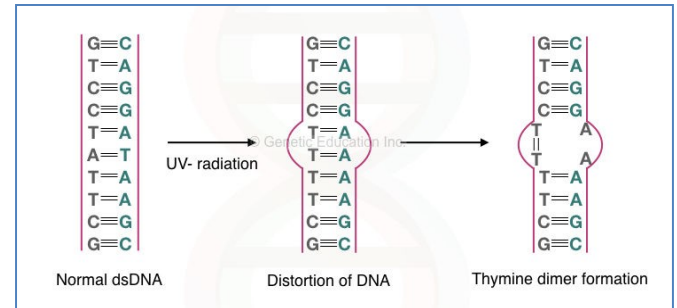 G≡C G≡C G≡C
T=A T=A T=A
C≡G C≡G C≡G
C≡G C≡G C≡G
T=A T=A T A
© Genetic Education Inc.
A=T T=A T A
UV- radiation
T=A T=A T=A
T=A T=A T=A
C≡G C≡G C≡G
G≡C G≡C G≡C
Normal dsDNA
Distortion of DNA
Thymine dimer formation